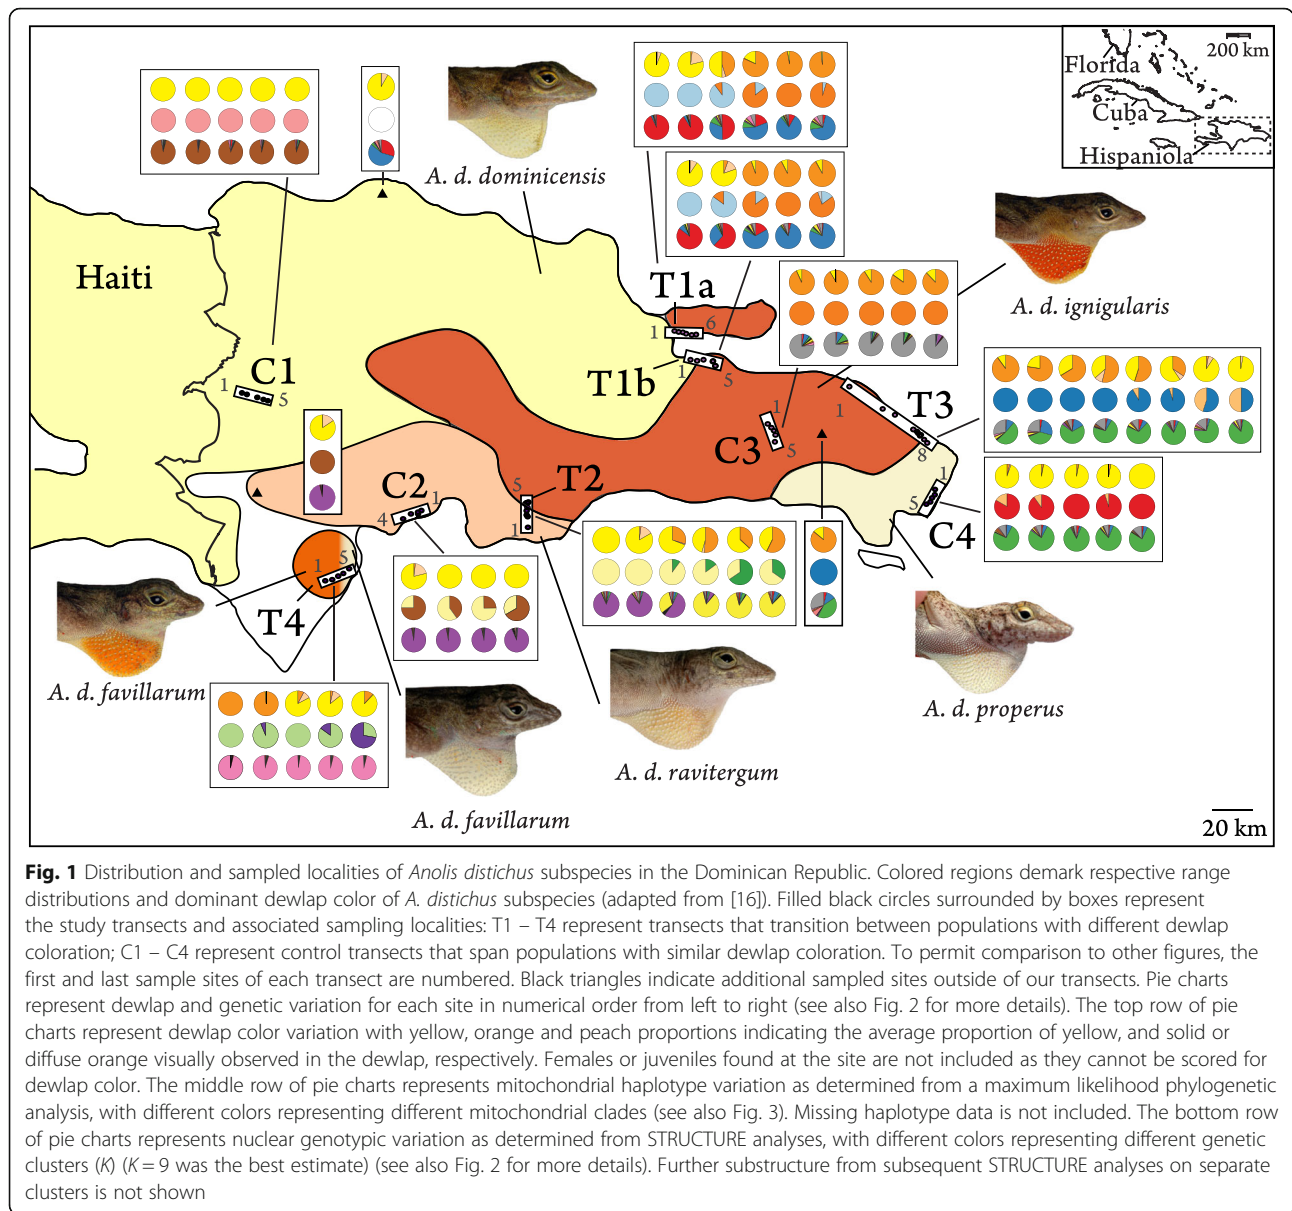 200 km
Florida
Cuba
Hispaniola
A. d. dominicensis
Haiti
T1a
1
6
A. d. ignigularis
T1b
1
5
C1
1
5
T3
1
8
C3
1
5
C2
1
4
T2
5
1
1
5
C4
T4
1
5
A. d. favillarum
A. d. properus
A. d. ravitergum
A. d. favillarum
20 km
Fig. 1 Distribution and sampled localities of Anolis distichus subspecies in the Dominican Republic. Colored regions demark respective range
distributions and dominant dewlap color of A. distichus subspecies (adapted from [16]). Filled black circles surrounded by boxes represent
the study transects and associated sampling localities: T1 – T4 represent transects that transition between populations with different dewlap
coloration; C1 – C4 represent control transects that span populations with similar dewlap coloration. To permit comparison to other figures, the
first and last sample sites of each transect are numbered. Black triangles indicate additional sampled sites outside of our transects. Pie charts
represent dewlap and genetic variation for each site in numerical order from left to right (see also Fig. 2 for more details). The top row of pie
charts represent dewlap color variation with yellow, orange and peach proportions indicating the average proportion of yellow, and solid or
diffuse orange visually observed in the dewlap, respectively. Females or juveniles found at the site are not included as they cannot be scored for
dewlap color. The middle row of pie charts represents mitochondrial haplotype variation as determined from a maximum likelihood phylogenetic
analysis, with different colors representing different mitochondrial clades (see also Fig. 3). Missing haplotype data is not included. The bottom row
of pie charts represents nuclear genotypic variation as determined from STRUCTURE analyses, with different colors representing different genetic
clusters (K) (K = 9 was the best estimate) (see also Fig. 2 for more details). Further substructure from subsequent STRUCTURE analyses on separate
clusters is not shown